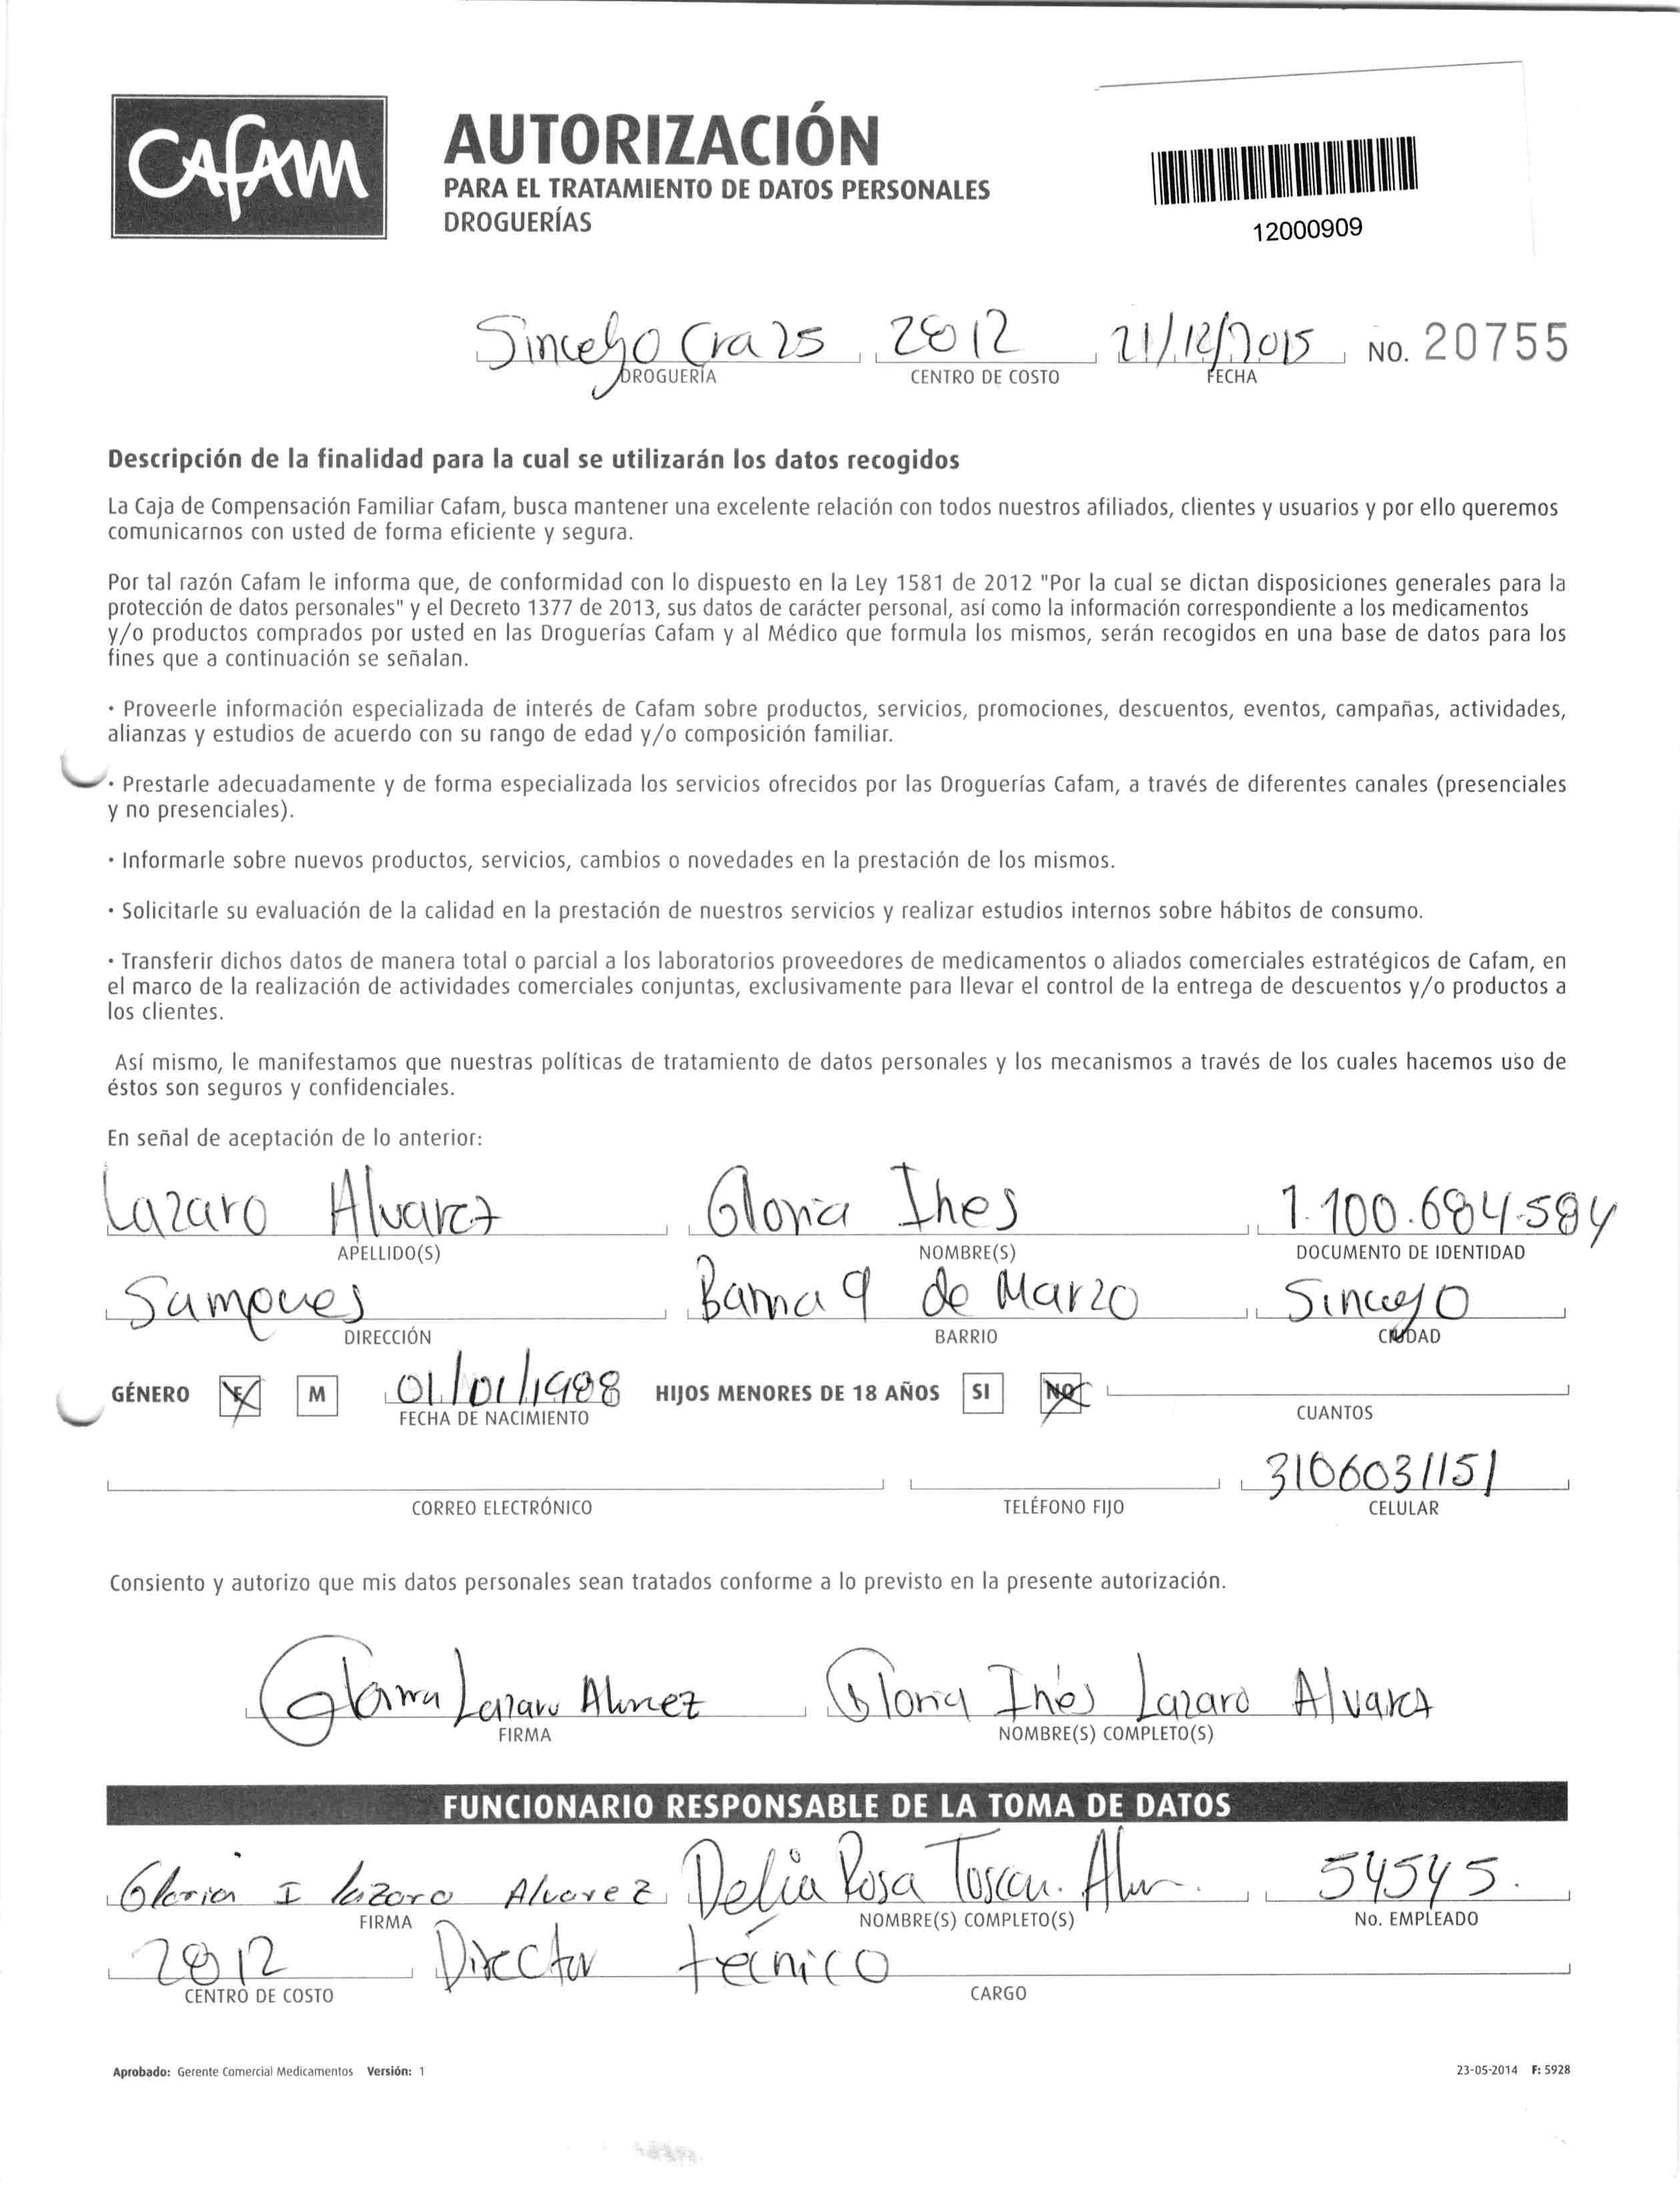 CAFAM
AUTORIZACIÓN
PARA EL TRATAMIENTO DE DATOS PERSONALES
DROGUERÍAS
12000909
Sincelejo Cra 25 2812 21/12/2015 No. 20755
DROGUERÍA CENTRO DE COSTO FECHA
Descripción de la finalidad para la cual se utilizarán los datos recogidos
La Caja de Compensación Familiar Cafam, busca mantener una excelente relación con todos nuestros afiliados, clientes y usuarios y por ello queremos
comunicarnos con usted de forma eficiente y segura.
Por tal razón Cafam le informa que, de conformidad con lo dispuesto en la Ley 1581 de 2012 "Por la cual se dictan disposiciones generales para la
protección de datos personales" y el Decreto 1377 de 2013, sus datos de carácter personal, así como la información correspondiente a los medicamentos
y/o productos comprados por usted en las Droguerías Cafam y al Médico que formula los mismos, serán recogidos en una base de datos para los
fines que a continuación se señalan.
· Proveerle información especializada de interés de Cafam sobre productos, servicios, promociones, descuentos, eventos, campañas, actividades,
alianzas y estudios de acuerdo con su rango de edad y/o composición familiar.
· Prestarle adecuadamente y de forma especializada los servicios ofrecidos por las Droguerías Cafam, a través de diferentes canales (presenciales
y no presenciales).
· Informarle sobre nuevos productos, servicios, cambios o novedades en la prestación de los mismos.
· Solicitarle su evaluación de la calidad en la prestación de nuestros servicios y realizar estudios internos sobre hábitos de consumo.
· Transferir dichos datos de manera total o parcial a los laboratorios proveedores de medicamentos o aliados comerciales estratégicos de Cafam, en
el marco de la realización de actividades comerciales conjuntas, exclusivamente para llevar el control de la entrega de descuentos y/o productos a
los clientes.
Así mismo, le manifestamos que nuestras políticas de tratamiento de datos personales y los mecanismos a través de los cuales hacemos uso de
éstos son seguros y confidenciales.
En señal de aceptación de lo anterior:
Lazaro Alvarez Gloria Ines 1.100.684.584
APELLIDO(S) NOMBRE(S) DOCUMENTO DE IDENTIDAD
Sampues Barrio 9 de Marzo Sincelejo
DIRECCIÓN BARRIO CIUDAD
GÉNERO F M 01/01/1988 HIJOS MENORES DE 18 AÑOS SI NO
FECHA DE NACIMIENTO CUANTOS
3106031151
CORREO ELECTRÓNICO TELÉFONO FIJO CELULAR
Consiento y autorizo que mis datos personales sean tratados conforme a lo previsto en la presente autorización.
Gloria Lazaro Alvarez Gloria Inés Lazaro Alvarez
FIRMA NOMBRE(S) COMPLETO(S)
FUNCIONARIO RESPONSABLE DE LA TOMA DE DATOS
Gloria I lazaro Alvarez Delia Rosa 54545.
FIRMA NOMBRE(S) COMPLETO(S) No. EMPLEADO
2812 Director técnico
CENTRO DE COSTO CARGO
Aprobado: Gerente Comercial Medicamentos Versión: 1 23-05-2014 F: 5928